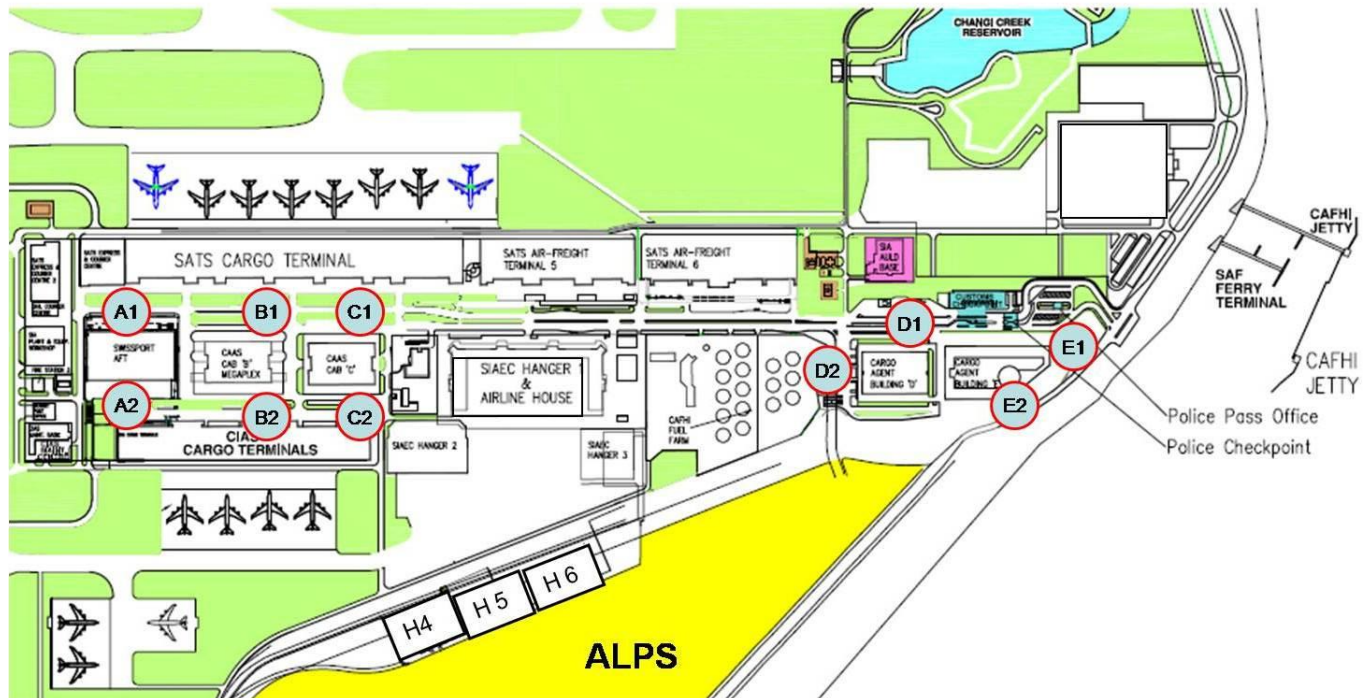 CHANGI CREEK
RESERVOIR
CAFHI
JETTY
SAF
FERRY
TERMINAL
CAFHI
JETTY
SATS CARGO TERMINAL
SATS AIR-FREIGHT
TERMINAL 5
SATS AIR-FREIGHT
TERMINAL 6
SIA
AULD
BASE
A1
B1
C1
D1
E1
SWISSPORT
AFT
CAAS
CAB "B"
MEGAPLEX
CAAS
CAB "C"
SIAEC HANGER 1
&
AIRLINE HOUSE
CAFHI
FUEL
FARM
D2
CARGO
AGENT
BUILDING "D"
CARGO
AGENT
BUILDING
E2
A2
B2
C2
CIAS
CARGO TERMINALS
SIAEC HANGER 2
SIAEC
HANGER 3
Police Pass Office
Police Checkpoint
H4
H 5
H 6
ALPS